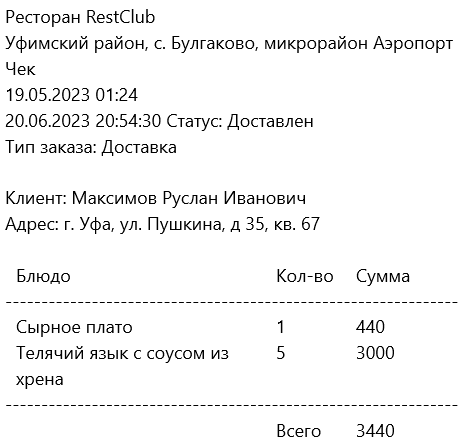 Ресторан RestClub
Уфимский район, с. Булгаково, микрорайон Аэропорт
Чек
19.05.2023 01:24
20.06.2023 20:54:30 Статус: Доставлен
Тип заказа: Доставка
Клиент: Максимов Руслан Иванович
Адрес: г. Уфа, ул. Пушкина, д 35, кв. 67
Блюдо Кол-во Сумма
Сырное плато 1 440
Телячий язык с соусом из 5 3000
хрена
Всего 3440